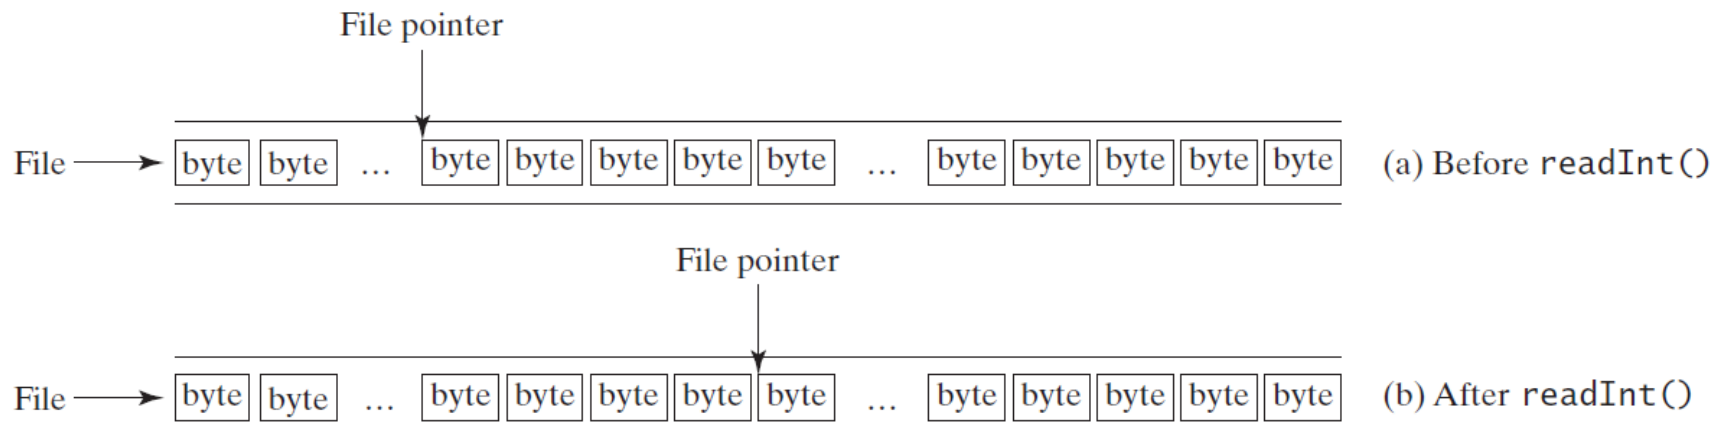 File pointer
File byte byte ... byte byte byte byte byte ... byte byte byte byte byte (a) Before readInt()
File pointer
File byte byte ... byte byte byte byte byte ... byte byte byte byte byte (b) After readInt()